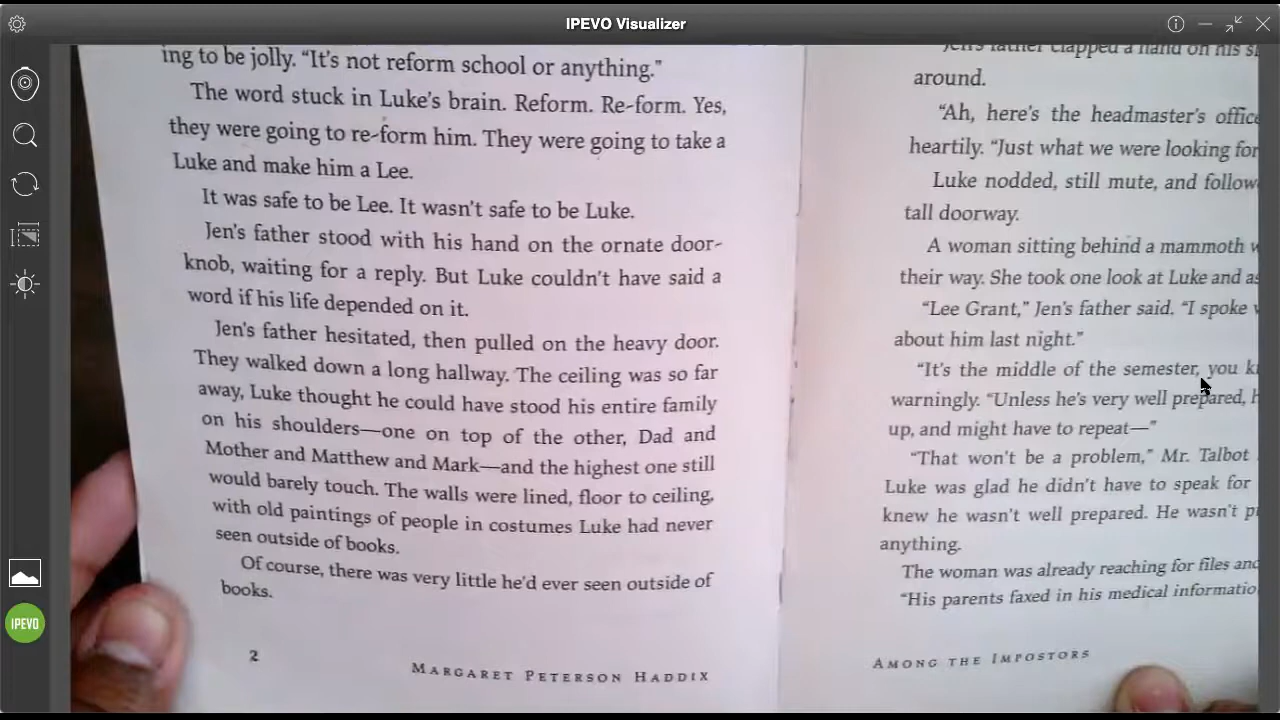 IPEVO Visualizer
ing to be jolly. “It’s not reform school or anything.”
The word stuck in Luke’s brain. Reform. Re-form. Yes,
they were going to re-form him. They were going to take a
Luke and make him a Lee.
It was safe to be Lee. It wasn’t safe to be Luke.
Jen’s father stood with his hand on the ornate door-
knob, waiting for a reply. But Luke couldn’t have said a
word if his life depended on it.
Jen’s father hesitated, then pulled on the heavy door.
They walked down a long hallway. The ceiling was so far
away, Luke thought he could have stood his entire family
on his shoulders—one on top of the other, Dad and
Mother and Matthew and Mark—and the highest one still
would barely touch. The walls were lined, floor to ceiling,
with old paintings of people in costumes Luke had never
seen outside of books.
Of course, there was very little he’d ever seen outside of
books.
2
MARGARET PETERSON HADDIX
Jen’s father clapped a hand on his
around.
“Ah, here’s the headmaster’s
heartily. “Just what we were looking for
Luke nodded, still mute, and
tall doorway.
A woman sitting behind a mammoth
their way. She took one look at Luke and
“Lee Grant,” Jen’s father said. “I spoke
about him last night.”
“It’s the middle of the semester, you
warningly. “Unless he’s very well prepared,
up, and might have to repeat—”
“That won’t be a problem,” Mr. Talbot
Luke was glad he didn’t have to speak for
knew he wasn’t well prepared. He wasn’t
anything.
The woman was already reaching for files
“His parents faxed in his medical
AMONG THE IMPOSTORS
IPEVO